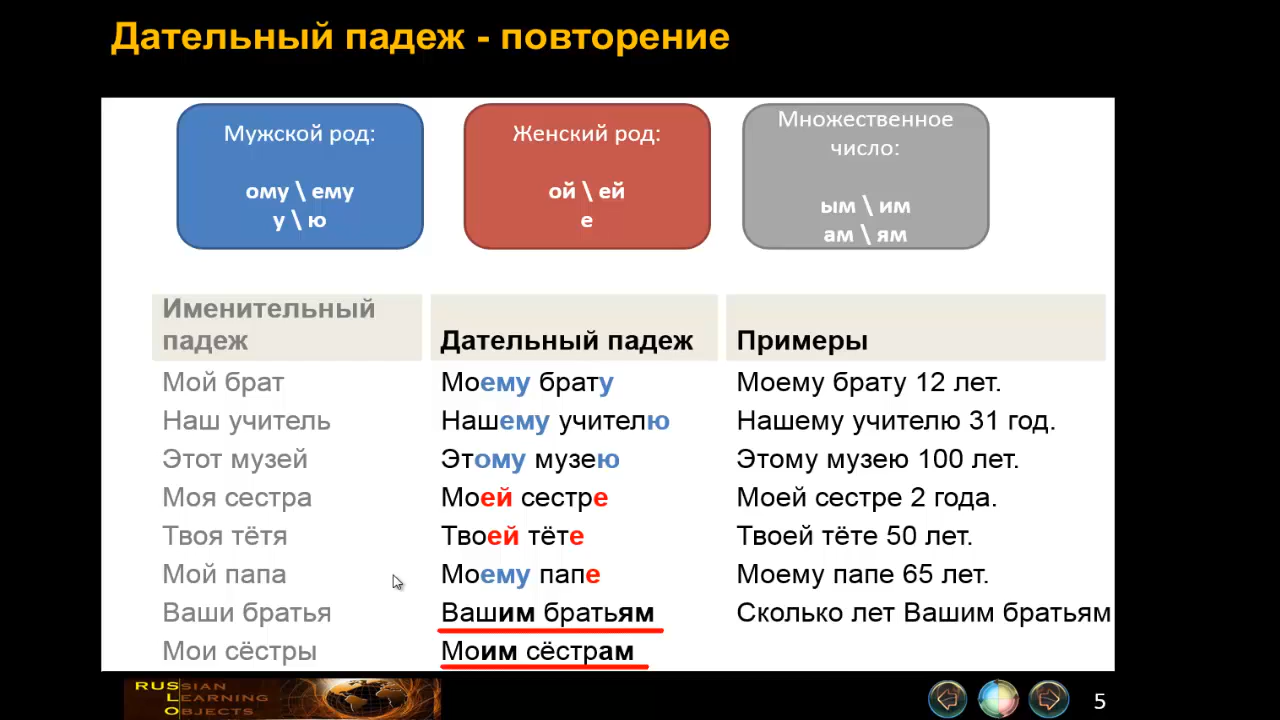 Дательный падеж - повторение
Мужской род:
ому \ ему
у \ ю
Женский род:
ой \ ей
е
Множественное
число:
ым \ им
ам \ ям
Именительный
падеж
Дательный падеж
Примеры
Мой брат
Моему брату
Моему брату 12 лет.
Наш учитель
Нашему учителю
Нашему учителю 31 год.
Этот музей
Этому музею
Этому музею 100 лет.
Моя сестра
Моей сестре
Моей сестре 2 года.
Твоя тётя
Твоей тёте
Твоей тёте 50 лет.
Мой папа
Моему папе
Моему папе 65 лет.
Ваши братья
Вашим братьям
Сколько лет Вашим братьям
Мои сёстры
Моим сёстрам
RUSSIAN
LEARNING
OBJECTS
5